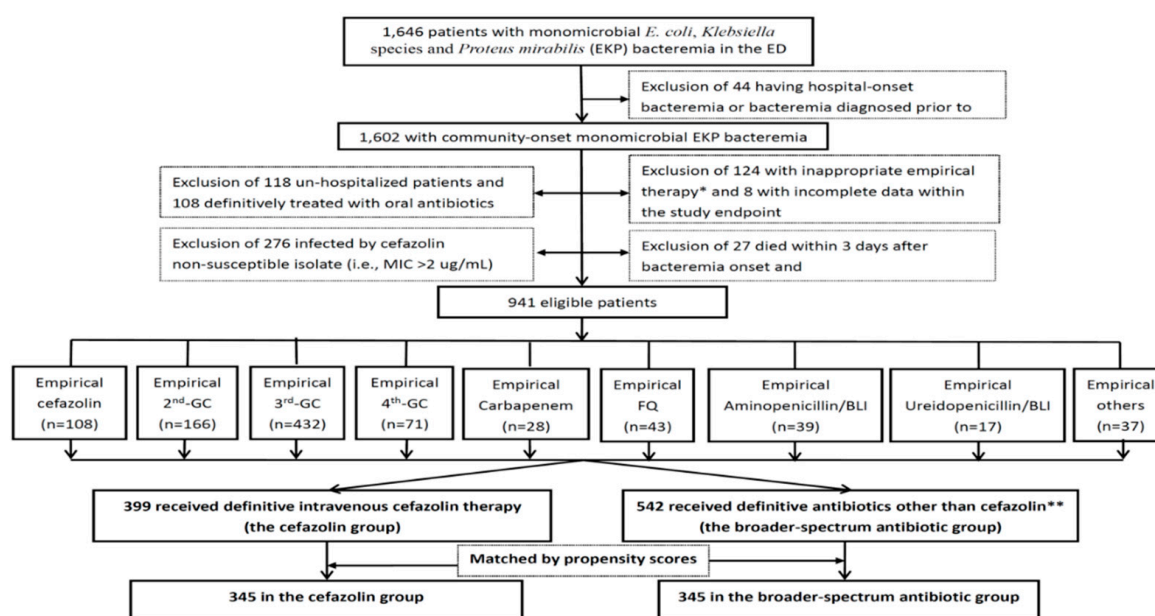 1,646 patients with monomicrobial E. coli, Klebsiella
species and Proteus mirabilis (EKP) bacteremia in the ED
Exclusion of 44 having hospital-onset
bacteremia or bacteremia diagnosed prior to
1,602 with community-onset monomicrobial EKP bacteremia
Exclusion of 118 un-hospitalized patients and
108 definitively treated with oral antibiotics
Exclusion of 124 with inappropriate empirical
therapy* and 8 with incomplete data within
the study endpoint
Exclusion of 276 infected by cefazolin
non-susceptible isolate (i.e., MIC >2 ug/mL)
Exclusion of 27 died within 3 days after
bacteremia onset and
941 eligible patients
Empirical
cefazolin
(n=108)
Empirical
2nd-GC
(n=166)
Empirical
3rd-GC
(n=432)
Empirical
4th-GC
(n=71)
Empirical
Carbapenem
(n=28)
Empirical
FQ
(n=43)
Empirical
Aminopenicillin/BLI
(n=39)
Empirical
Ureidopenicillin/BLI
(n=17)
Empirical
others
(n=37)
399 received definitive intravenous cefazolin therapy
(the cefazolin group)
542 received definitive antibiotics other than cefazolin**
(the broader-spectrum antibiotic group)
Matched by propensity scores
345 in the cefazolin group
345 in the broader-spectrum antibiotic group